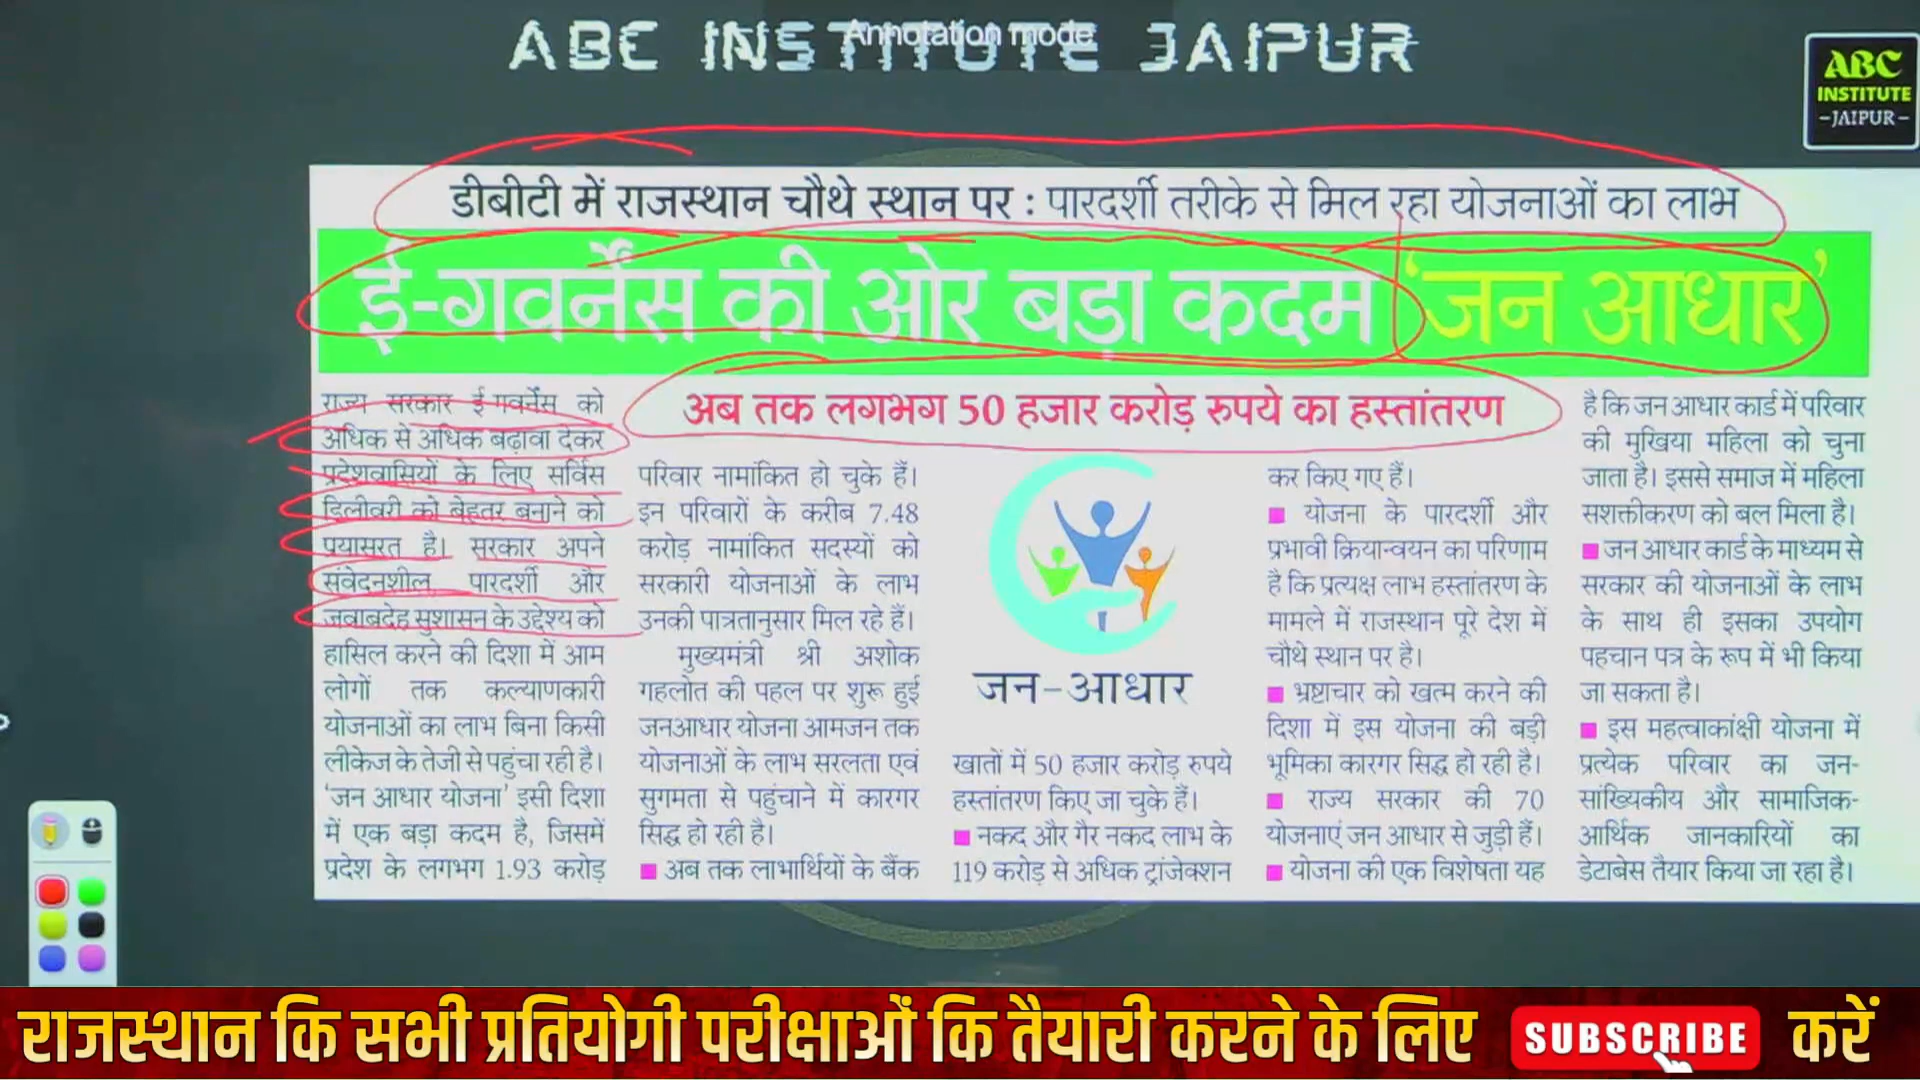 ABC INSTITUTE JAIPUR
Annotation mode
ABC
INSTITUTE
-JAIPUR-
डीबीटी में राजस्थान चौथे स्थान पर : पारदर्शी तरीके से मिल रहा योजनाओं का लाभ
ई-गवर्नेंस की ओर बड़ा कदम 'जन आधार'
अब तक लगभग 50 हजार करोड़ रुपये का हस्तांतरण
राज्य सरकार ई-गवर्नेंस को
अधिक से अधिक बढ़ावा देकर
प्रदेशवासियों के लिए सर्विस
डिलीवरी को बेहतर बनाने को
प्रयासरत है। सरकार अपने
संवेदनशील, पारदर्शी और
जवाबदेह सुशासन के उद्देश्य को
हासिल करने की दिशा में आम
लोगों तक कल्याणकारी
योजनाओं का लाभ बिना किसी
लीकेज के तेजी से पहुंचा रही है।
'जन आधार योजना' इसी दिशा
में एक बड़ा कदम है, जिसमें
प्रदेश के लगभग 1.93 करोड़
परिवार नामांकित हो चुके हैं।
इन परिवारों के करीब 7.48
करोड़ नामांकित सदस्यों को
सरकारी योजनाओं के लाभ
उनकी पात्रतानुसार मिल रहे हैं।
मुख्यमंत्री श्री अशोक
गहलोत की पहल पर शुरू हुई
जनआधार योजना आमजन तक
योजनाओं के लाभ सरलता एवं
सुगमता से पहुंचाने में कारगर
सिद्ध हो रही है।
■ अब तक लाभार्थियों के बैंक
जन-आधार
खातों में 50 हजार करोड़ रुपये
हस्तांतरण किए जा चुके हैं।
■ नकद और गैर नकद लाभ के
119 करोड़ से अधिक ट्रांजेक्शन
कर किए गए हैं।
■ योजना के पारदर्शी और
प्रभावी क्रियान्वयन का परिणाम
है कि प्रत्यक्ष लाभ हस्तांतरण के
मामले में राजस्थान पूरे देश में
चौथे स्थान पर है।
■ भ्रष्टाचार को खत्म करने की
दिशा में इस योजना की बड़ी
भूमिका कारगर सिद्ध हो रही है।
■ राज्य सरकार की 70
योजनाएं जन आधार से जुड़ी हैं।
■ योजना की एक विशेषता यह
है कि जन आधार कार्ड में परिवार
की मुखिया महिला को चुना
जाता है। इससे समाज में महिला
सशक्तीकरण को बल मिला है।
■ जन आधार कार्ड के माध्यम से
सरकार की योजनाओं के लाभ
के साथ ही इसका उपयोग
पहचान पत्र के रूप में भी किया
जा सकता है।
■ इस महत्वाकांक्षी योजना में
प्रत्येक परिवार का जन-
सांख्यिकीय और सामाजिक-
आर्थिक जानकारियों का
डेटाबेस तैयार किया जा रहा है।
राजस्थान कि सभी प्रतियोगी परीक्षाओं कि तैयारी करने के लिए SUBSCRIBE करें